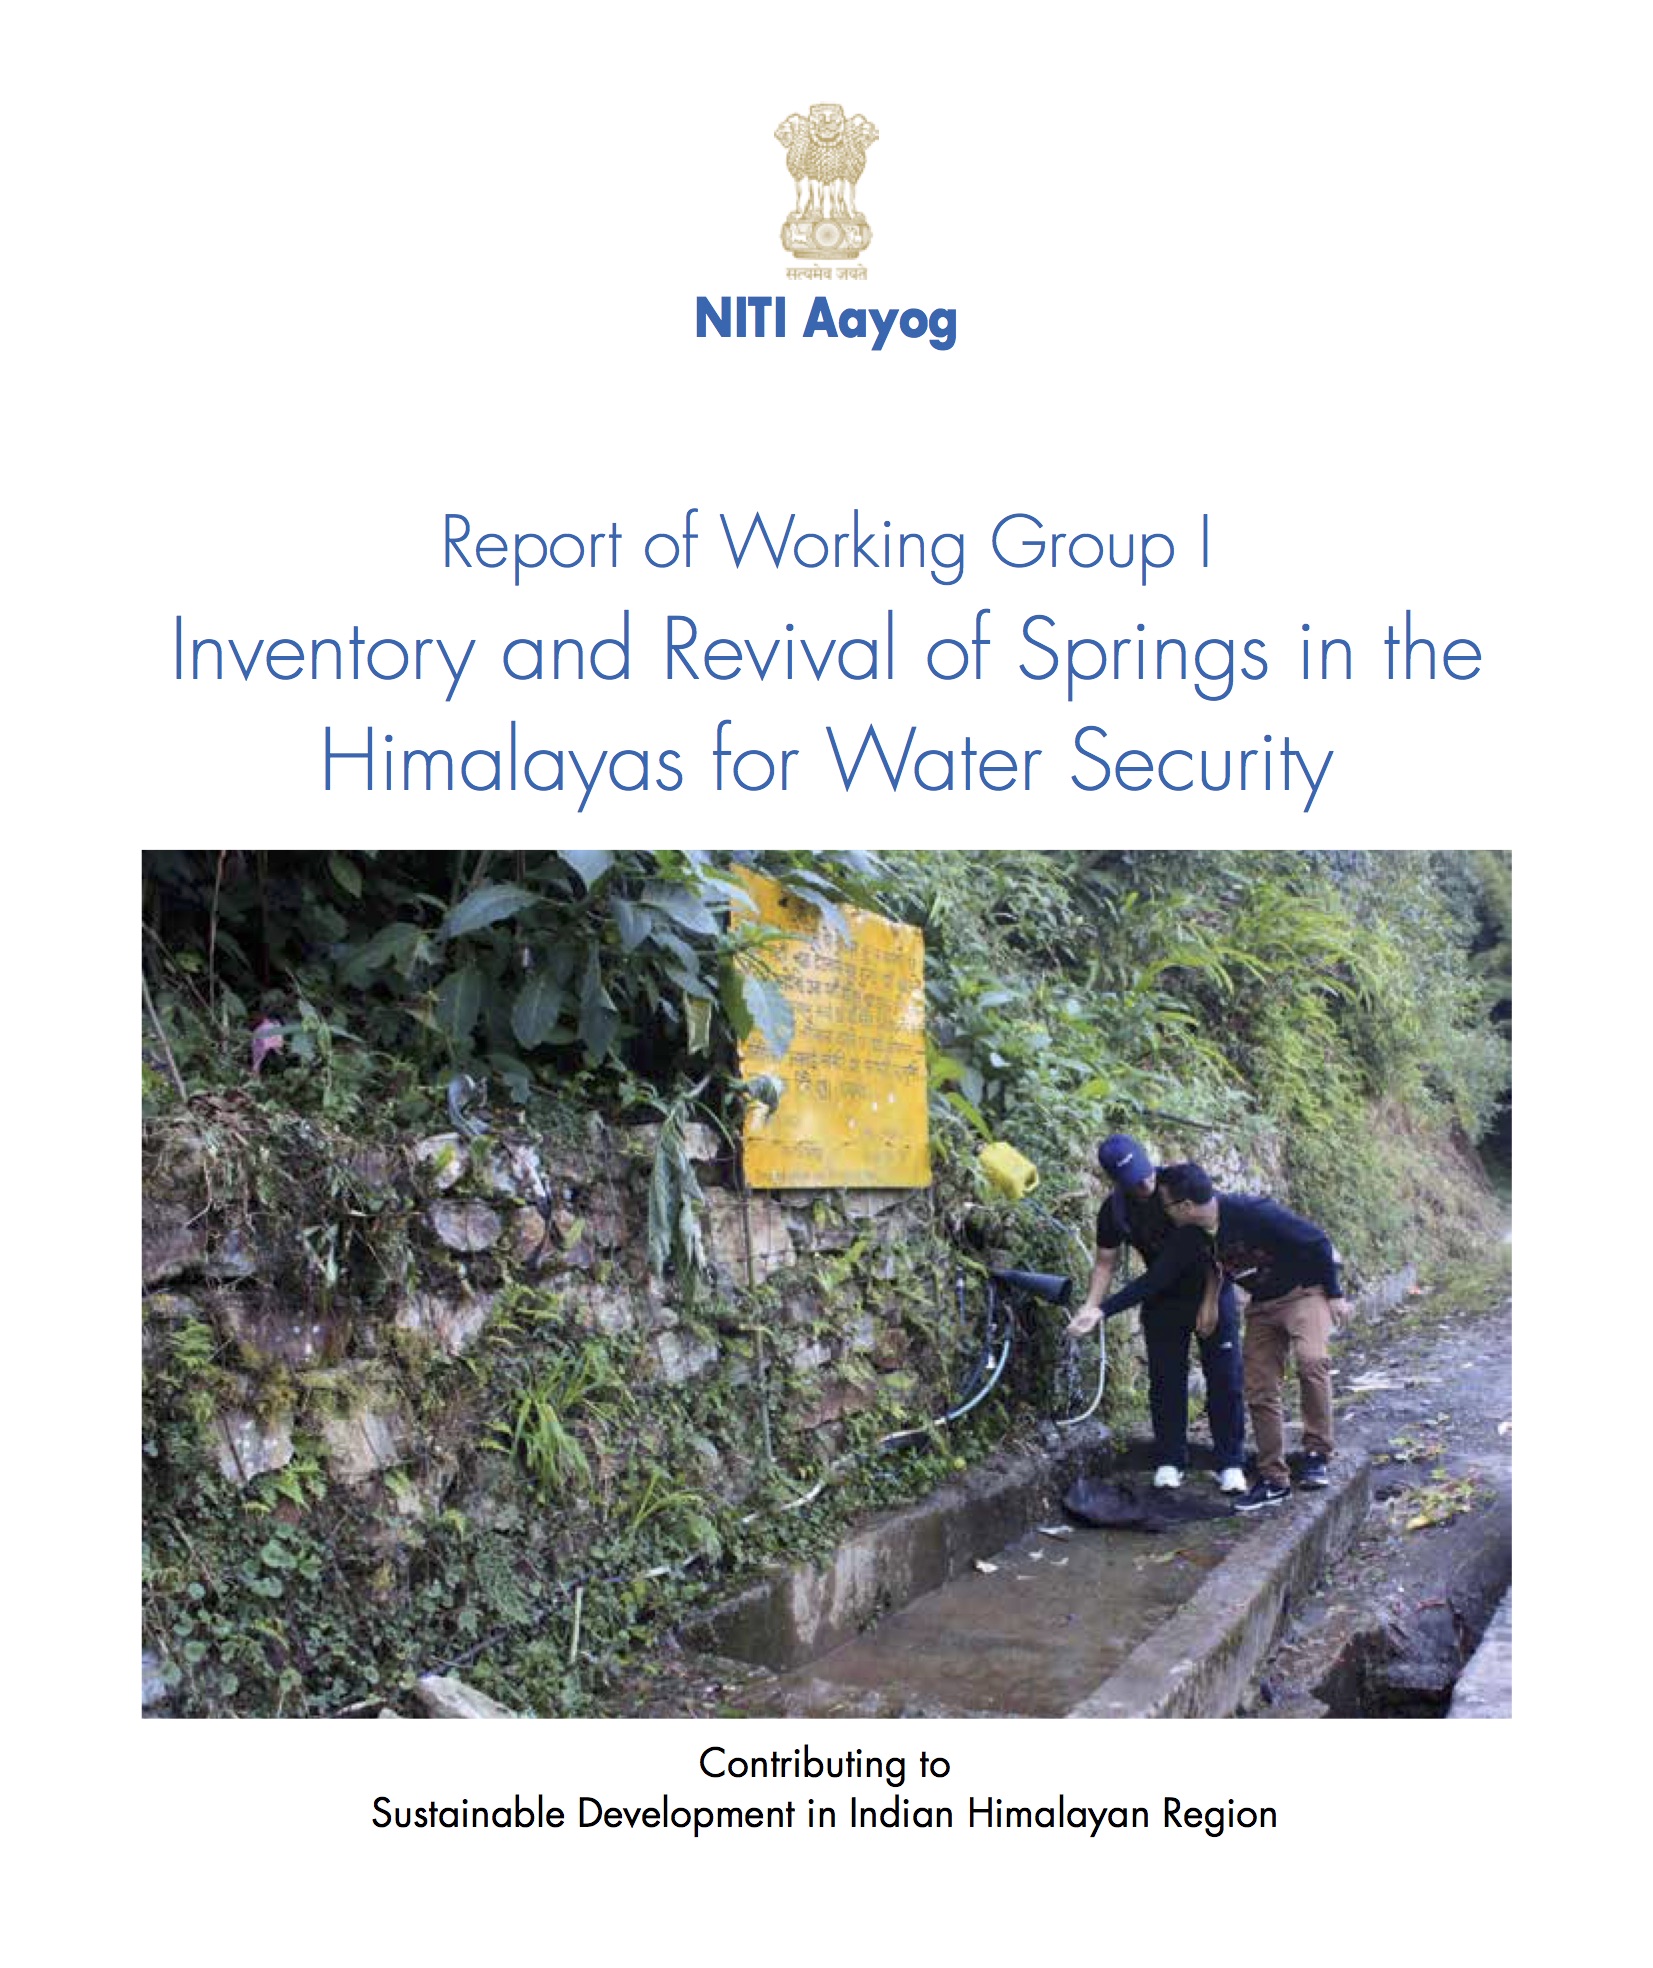 सत्यमेव जयते
NITI Aayog
Report of Working Group I
Inventory and Revival of Springs in the
Himalayas for Water Security
Contributing to
Sustainable Development in Indian Himalayan Region